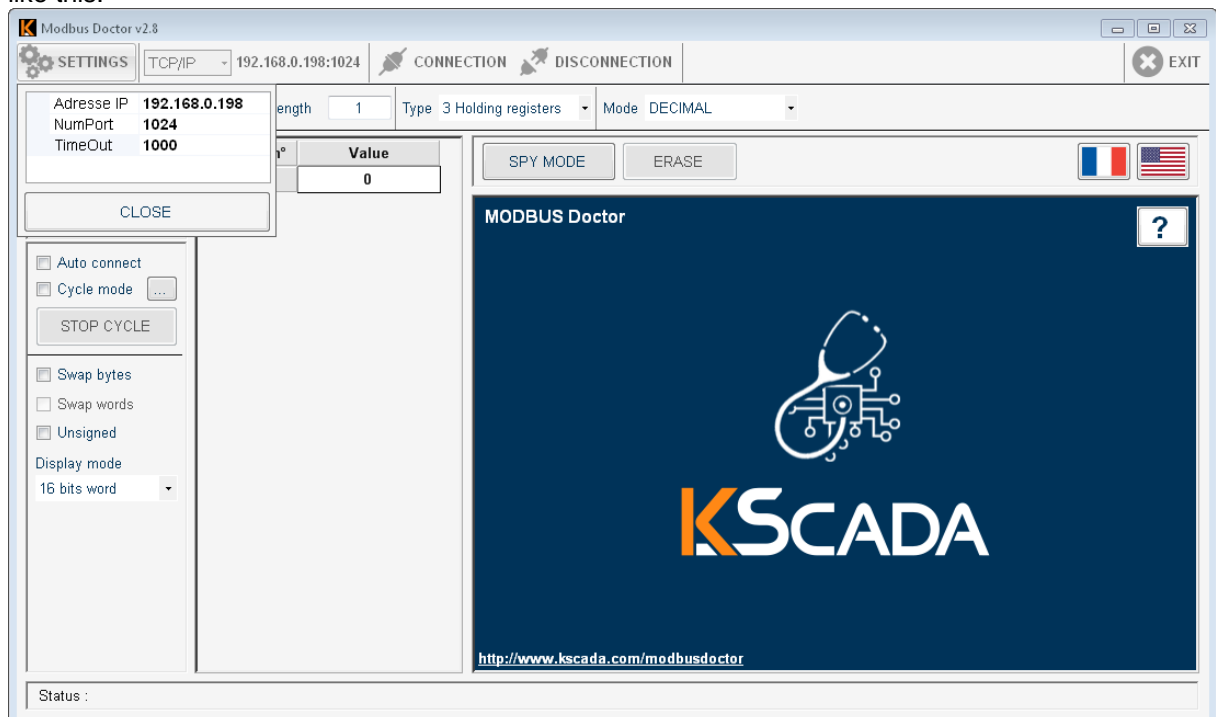 like this.
Modbus Doctor v2.8
SETTINGS TCP/IP 192.168.0.198:1024 CONNECTION DISCONNECTION EXIT
Adresse IP 192.168.0.198
NumPort 1024
TimeOut 1000
CLOSE
ength 1 Type 3 Holding registers Mode DECIMAL
n° Value
0
SPY MODE ERASE
MODBUS Doctor ?
Auto connect
Cycle mode ...
STOP CYCLE
Swap bytes
Swap words
Unsigned
Display mode
16 bits word
KSCADA
http://www.kscada.com/modbusdoctor
Status :